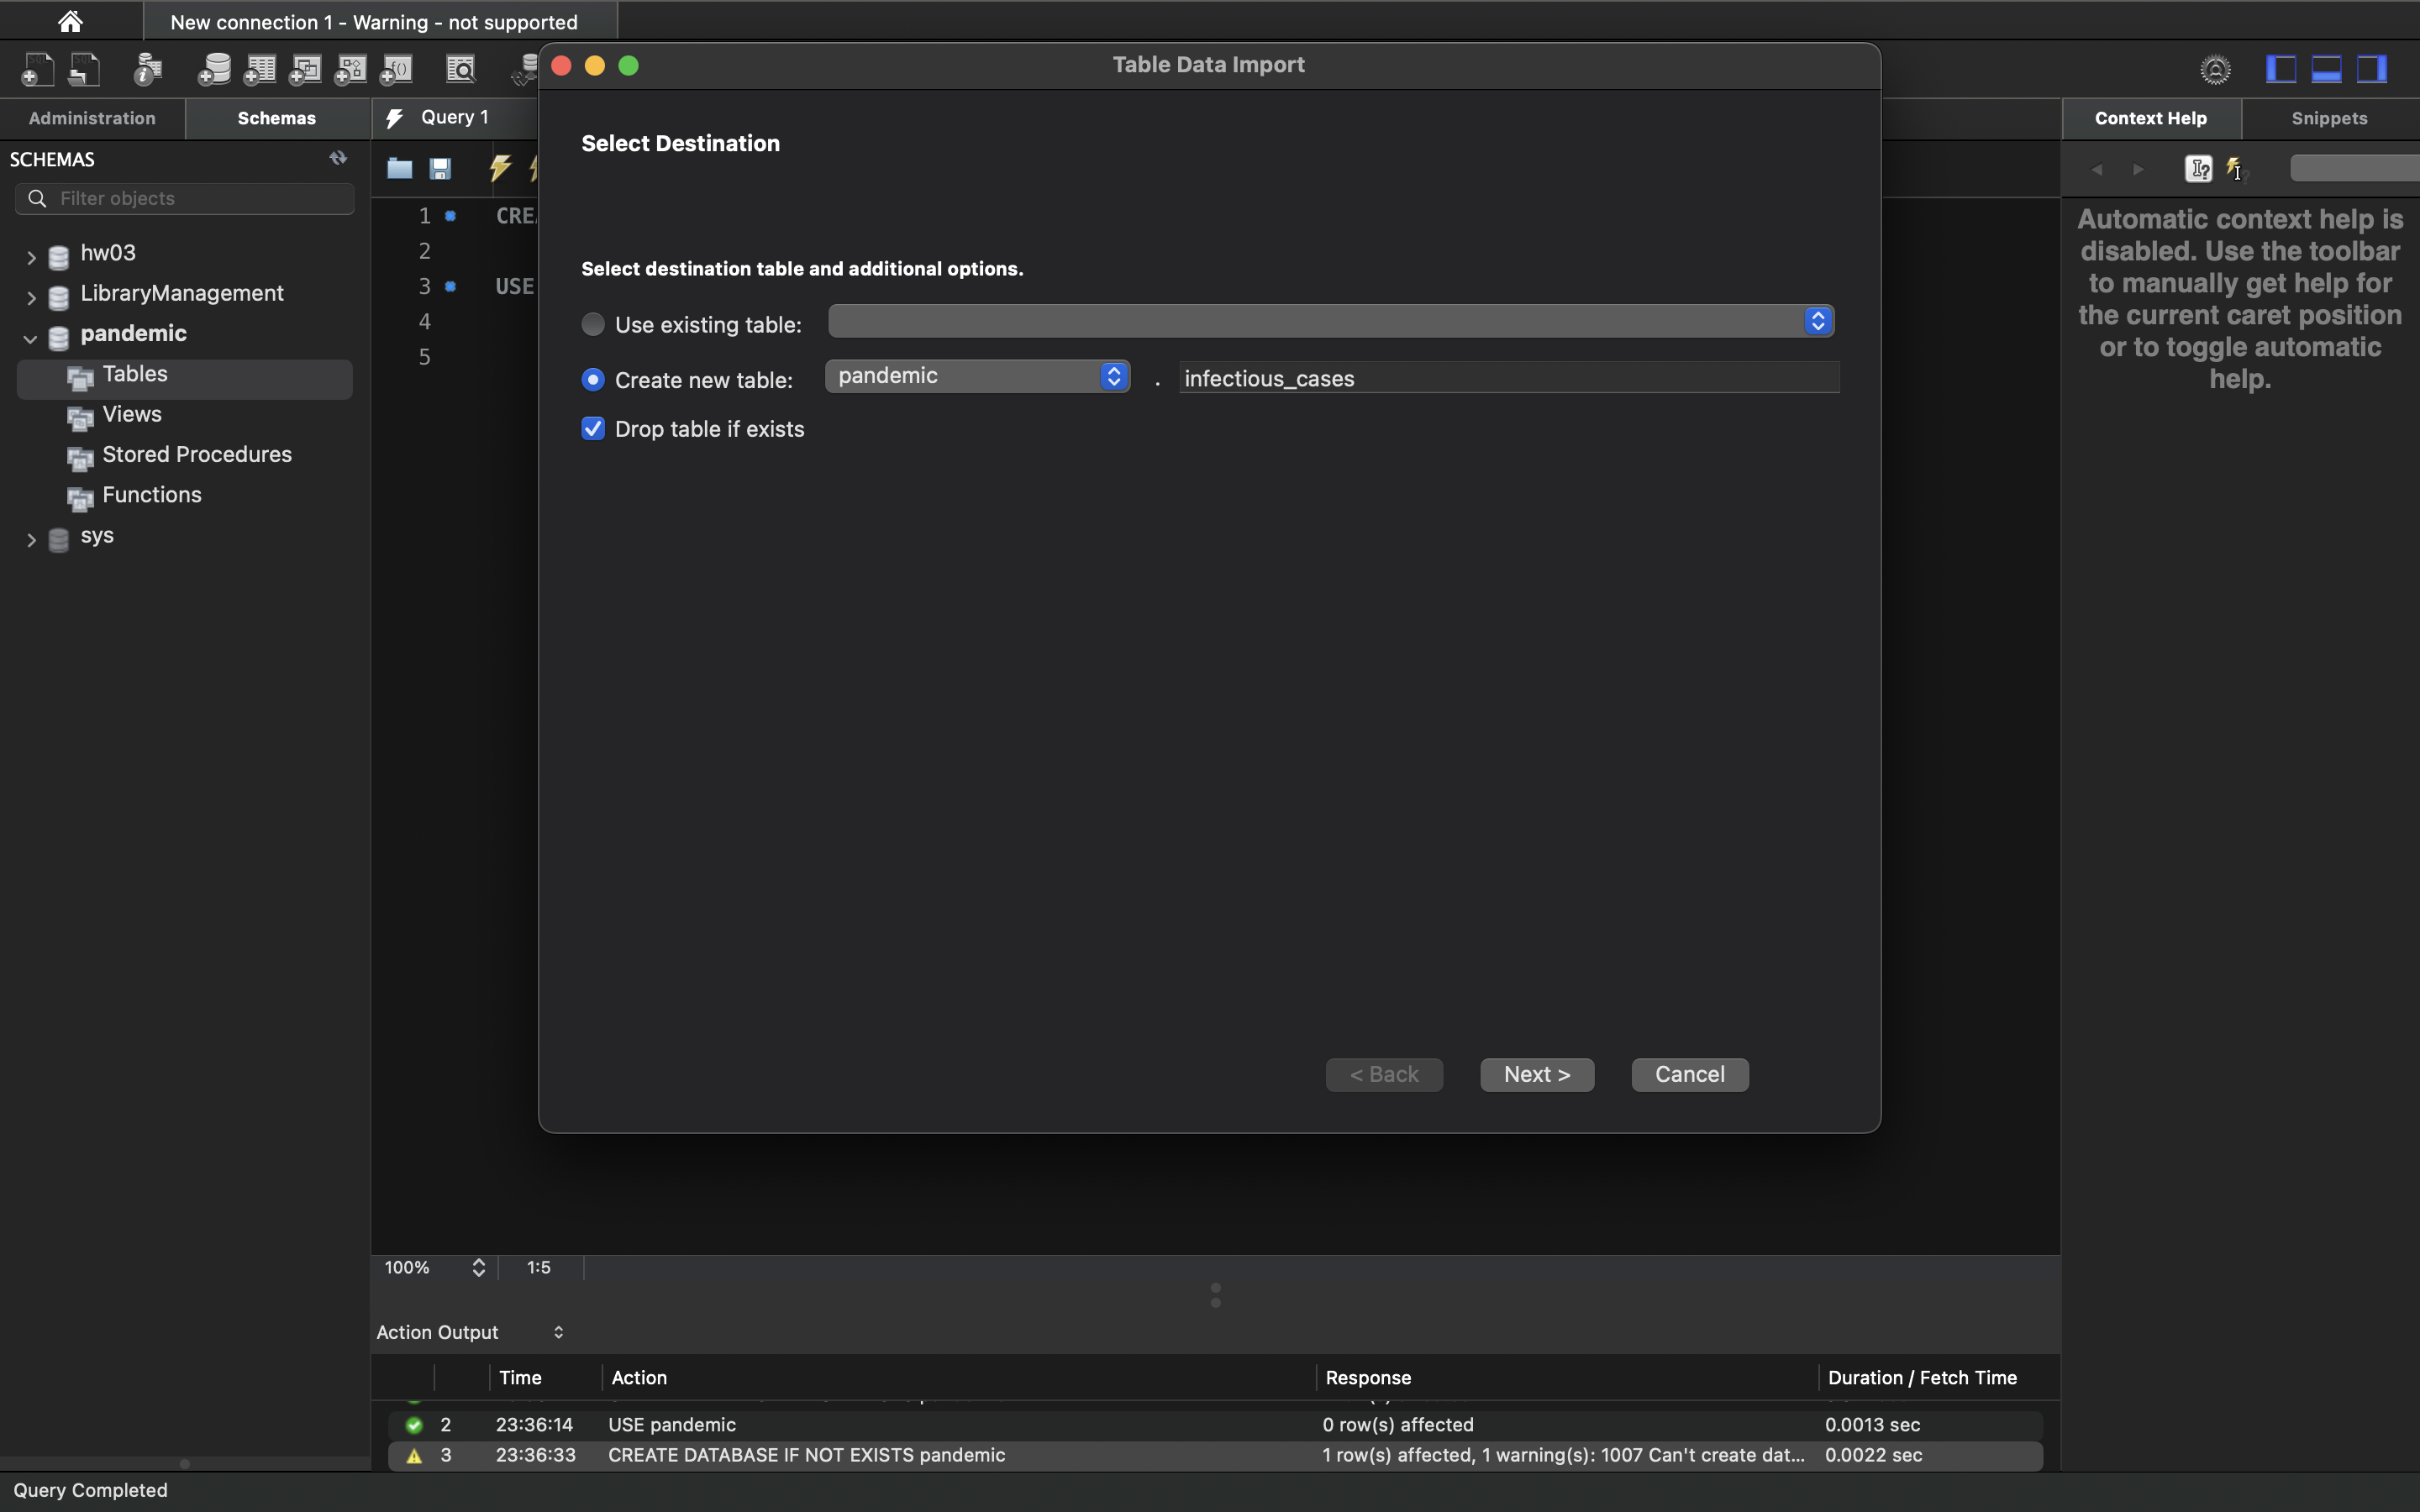 New connection 1 - Warning - not supported
Table Data Import
Administration
Schemas
Query 1
Context Help
Snippets
SCHEMAS
Filter objects
hw03
LibraryManagement
pandemic
Tables
Views
Stored Procedures
Functions
sys
1 CRE
2
3 USE
4
5
Select Destination
Select destination table and additional options.
Use existing table:
Create new table: pandemic . infectious_cases
Drop table if exists
< Back
Next >
Cancel
Automatic context help is
disabled. Use the toolbar
to manually get help for
the current caret position
or to toggle automatic
help.
100% 1:5
Action Output
Time Action Response Duration / Fetch Time
2 23:36:14 USE pandemic 0 row(s) affected 0.0013 sec
3 23:36:33 CREATE DATABASE IF NOT EXISTS pandemic 1 row(s) affected, 1 warning(s): 1007 Can't create dat... 0.0022 sec
Query Completed